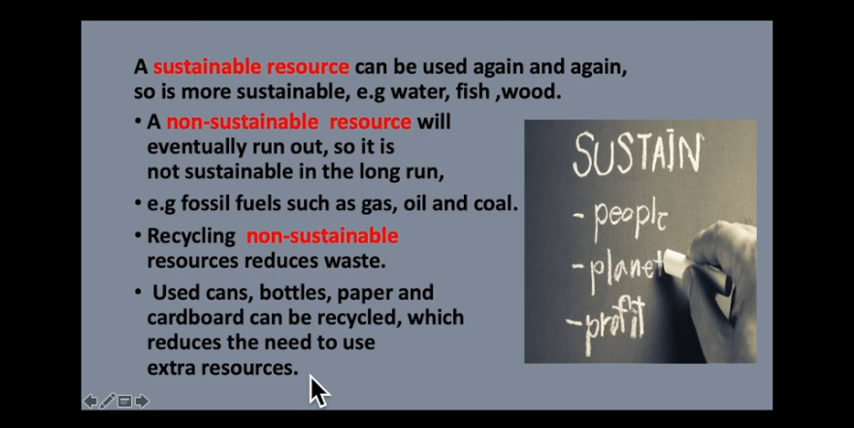 A sustainable resource can be used again and again,
so is more sustainable, e.g water, fish ,wood.
• A non-sustainable  resource will
eventually run out, so it is
not sustainable in the long run,
• e.g fossil fuels such as gas, oil and coal.
• Recycling  non-sustainable
resources reduces waste.
•  Used cans, bottles, paper and
cardboard can be recycled, which
reduces the need to use
extra resources.
SUSTAIN
- people
- planet
- profit